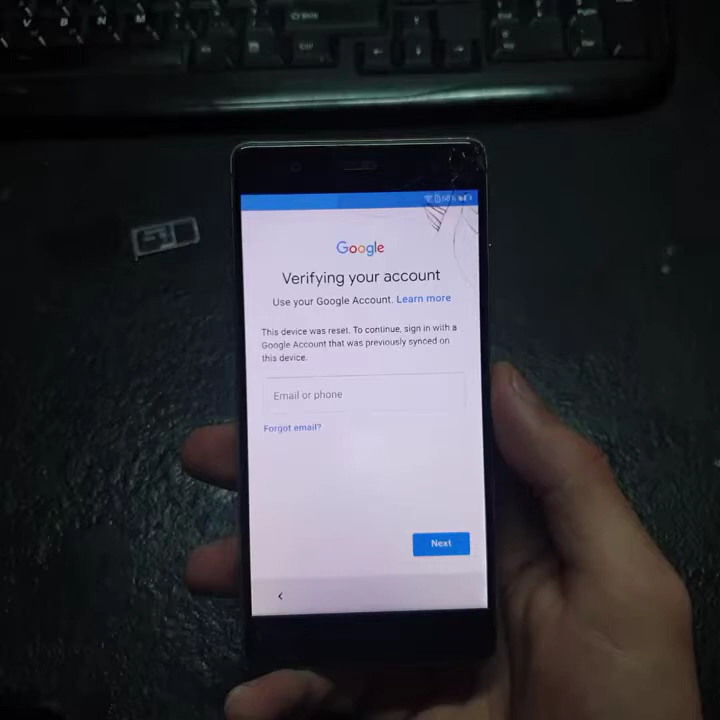 V B N M
Google
Verifying your account
Use your Google Account. Learn more
This device was reset. To continue, sign in with a
Google Account that was previously synced on
this device.
Email or phone
Forgot email?
Next